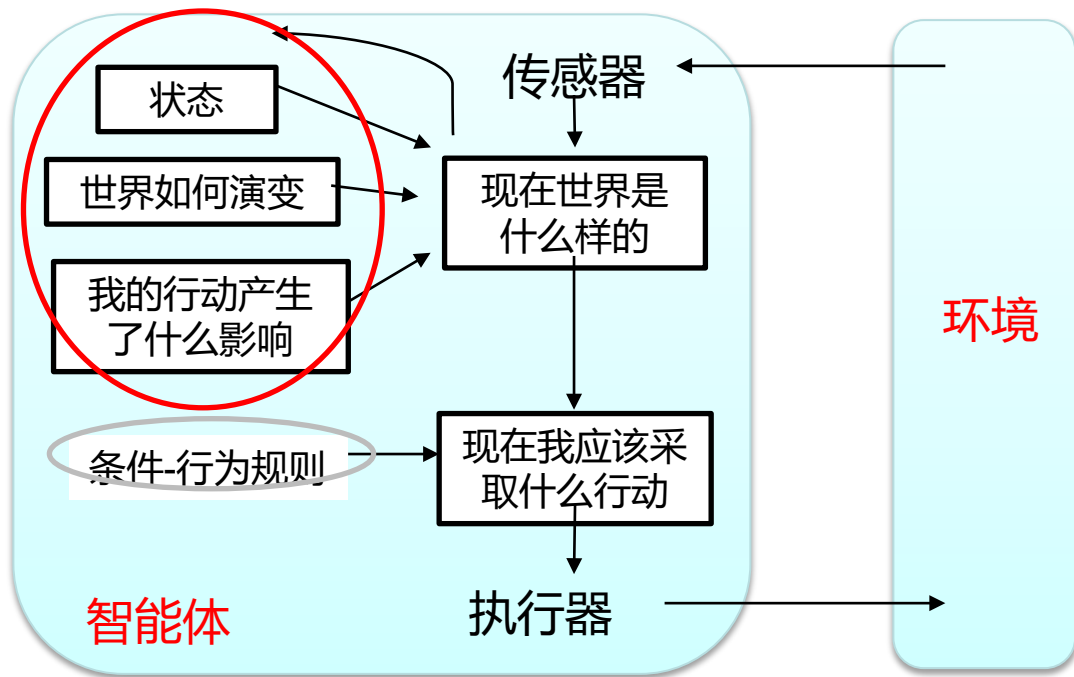 传感器
状态
世界如何演变
现在世界是
什么样的
我的行动产生
了什么影响
环境
条件-行为规则
现在我应该采
取什么行动
智能体
执行器